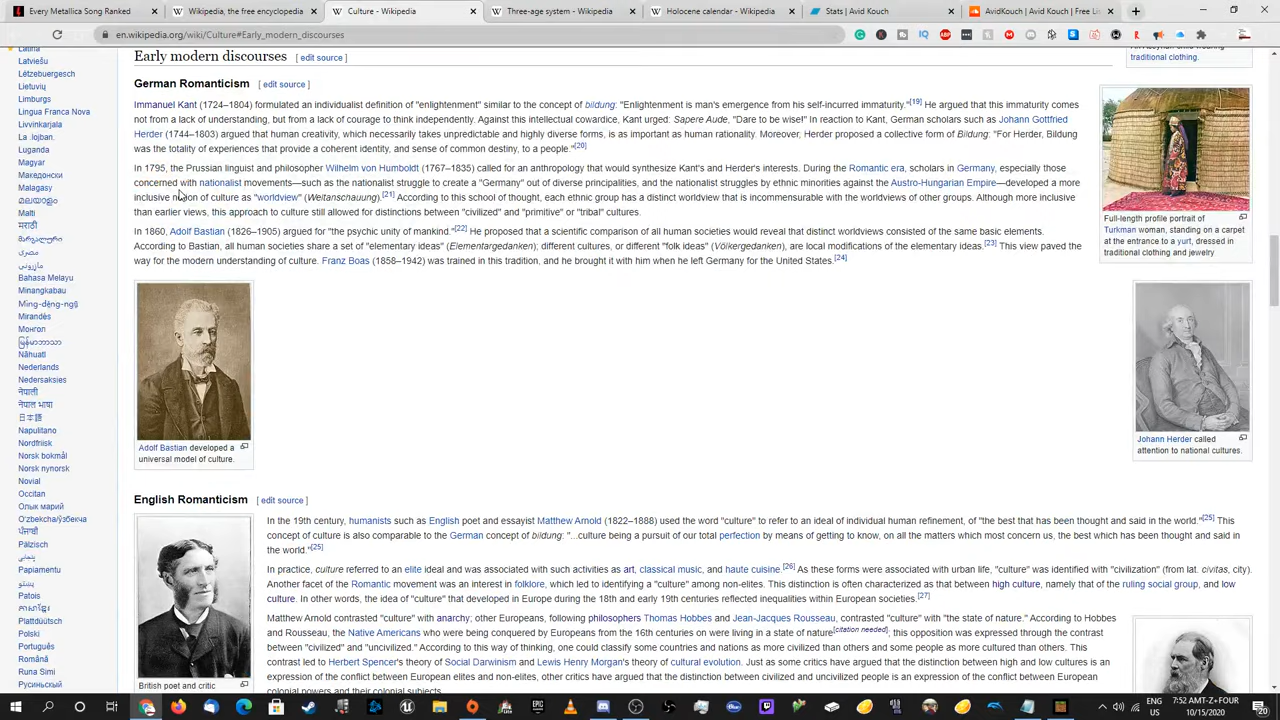 Every Metallica Song Ranked
Wikipedia, the free encyclopedia
Culture - Wikipedia
Three-age system - Wikipedia
Holocene calendar - Wikipedia
Stats | Avid Kouch
AvidKouch | Avid Kouch | Free Lis
en.wikipedia.org/wiki/Culture#Early_modern_discourses
Latina
Latviešu
Lëtzebuergesch
Lietuvių
Limburgs
Lingua Franca Nova
Livvinkarjala
La .lojban.
Luganda
Magyar
Македонски
Malagasy
മലയാളം
Malti
मराठी
მარგალური
مصرى
مازِرونی
Bahasa Melayu
Minangkabau
Mìng-dĕ̤ng-ngṳ̄
Mirandés
Монгол
မြန်မာဘာသာ
Nāhuatl
Nederlands
Nedersaksies
नेपाली
नेपाल भाषा
日本語
Napulitano
Nordfriisk
Norsk bokmål
Norsk nynorsk
Novial
Occitan
Олык марий
Oʻzbekcha/ўзбекча
ਪੰਜਾਬੀ
Pälzisch
پنجابی
Papiamentu
پښتو
Patois
ភាសាខ្មែរ
Plattdüütsch
Polski
Português
Română
Runa Simi
Русиньскый
Early modern discourses [ edit source ]
German Romanticism [ edit source ]
Immanuel Kant (1724–1804) formulated an individualist definition of "enlightenment" similar to the concept of bildung: "Enlightenment is man's emergence from his self-incurred immaturity."[19] He argued that this immaturity comes
not from a lack of understanding, but from a lack of courage to think independently. Against this intellectual cowardice, Kant urged: Sapere Aude, "Dare to be wise!" In reaction to Kant, German scholars such as Johann Gottfried
Herder (1744–1803) argued that human creativity, which necessarily takes unpredictable and highly diverse forms, is as important as human rationality. Moreover, Herder proposed a collective form of Bildung: "For Herder, Bildung
was the totality of experiences that provide a coherent identity, and sense of common destiny, to a people."[20]
In 1795, the Prussian linguist and philosopher Wilhelm von Humboldt (1767–1835) called for an anthropology that would synthesize Kant's and Herder's interests. During the Romantic era, scholars in Germany, especially those
concerned with nationalist movements—such as the nationalist struggle to create a "Germany" out of diverse principalities, and the nationalist struggles by ethnic minorities against the Austro-Hungarian Empire—developed a more
inclusive notion of culture as "worldview" (Weltanschauung).[21] According to this school of thought, each ethnic group has a distinct worldview that is incommensurable with the worldviews of other groups. Although more inclusive
than earlier views, this approach to culture still allowed for distinctions between "civilized" and "primitive" or "tribal" cultures.
In 1860, Adolf Bastian (1826–1905) argued for "the psychic unity of mankind."[22] He proposed that a scientific comparison of all human societies would reveal that distinct worldviews consisted of the same basic elements.
According to Bastian, all human societies share a set of "elementary ideas" (Elementargedanken); different cultures, or different "folk ideas" (Völkergedanken), are local modifications of the elementary ideas.[23] This view paved the
way for the modern understanding of culture. Franz Boas (1858–1942) was trained in this tradition, and he brought it with him when he left Germany for the United States.[24]
traditional clothing.
Full-length profile portrait of
Turkman woman, standing on a carpet
at the entrance to a yurt, dressed in
traditional clothing and jewelry
Adolf Bastian developed a
universal model of culture.
Johann Herder called
attention to national cultures.
English Romanticism [ edit source ]
In the 19th century, humanists such as English poet and essayist Matthew Arnold (1822–1888) used the word "culture" to refer to an ideal of individual human refinement, of "the best that has been thought and said in the world."[25] This
concept of culture is also comparable to the German concept of bildung: "...culture being a pursuit of our total perfection by means of getting to know, on all the matters which most concern us, the best which has been thought and said in
the world."[25]
In practice, culture referred to an elite ideal and was associated with such activities as art, classical music, and haute cuisine.[26] As these forms were associated with urban life, "culture" was identified with "civilization" (from lat. civitas, city).
Another facet of the Romantic movement was an interest in folklore, which led to identifying a "culture" among non-elites. This distinction is often characterized as that between high culture, namely that of the ruling social group, and low
culture. In other words, the idea of "culture" that developed in Europe during the 18th and early 19th centuries reflected inequalities within European societies.[27]
Matthew Arnold contrasted "culture" with anarchy; other Europeans, following philosophers Thomas Hobbes and Jean-Jacques Rousseau, contrasted "culture" with "the state of nature." According to Hobbes
and Rousseau, the Native Americans who were being conquered by Europeans from the 16th centuries on were living in a state of nature[citation needed]; this opposition was expressed through the contrast
between "civilized" and "uncivilized." According to this way of thinking, one could classify some countries and nations as more civilized than others and some people as more cultured than others. This
contrast led to Herbert Spencer's theory of Social Darwinism and Lewis Henry Morgan's theory of cultural evolution. Just as some critics have argued that the distinction between high and low cultures is an
expression of the conflict between European elites and non-elites, other critics have argued that the distinction between civilized and uncivilized people is an expression of the conflict between European
colonial powers and their colonial subjects.
British poet and critic
ENG
US
7:52 AMT-Z+FOUR
10/15/2020
20